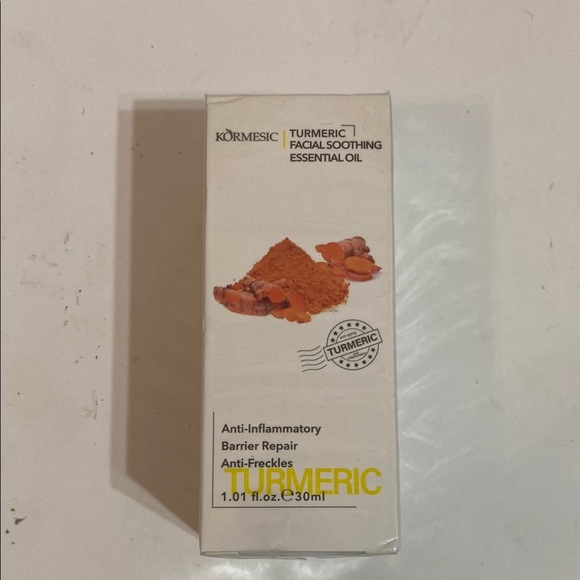 KORMESIC
TURMERIC
FACIAL SOOTHING
ESSENTIAL OIL
TURMERIC
Anti-Inflammatory
Barrier Repair
Anti-Freckles
TURMERIC
1.01 fl.oz.℮30ml